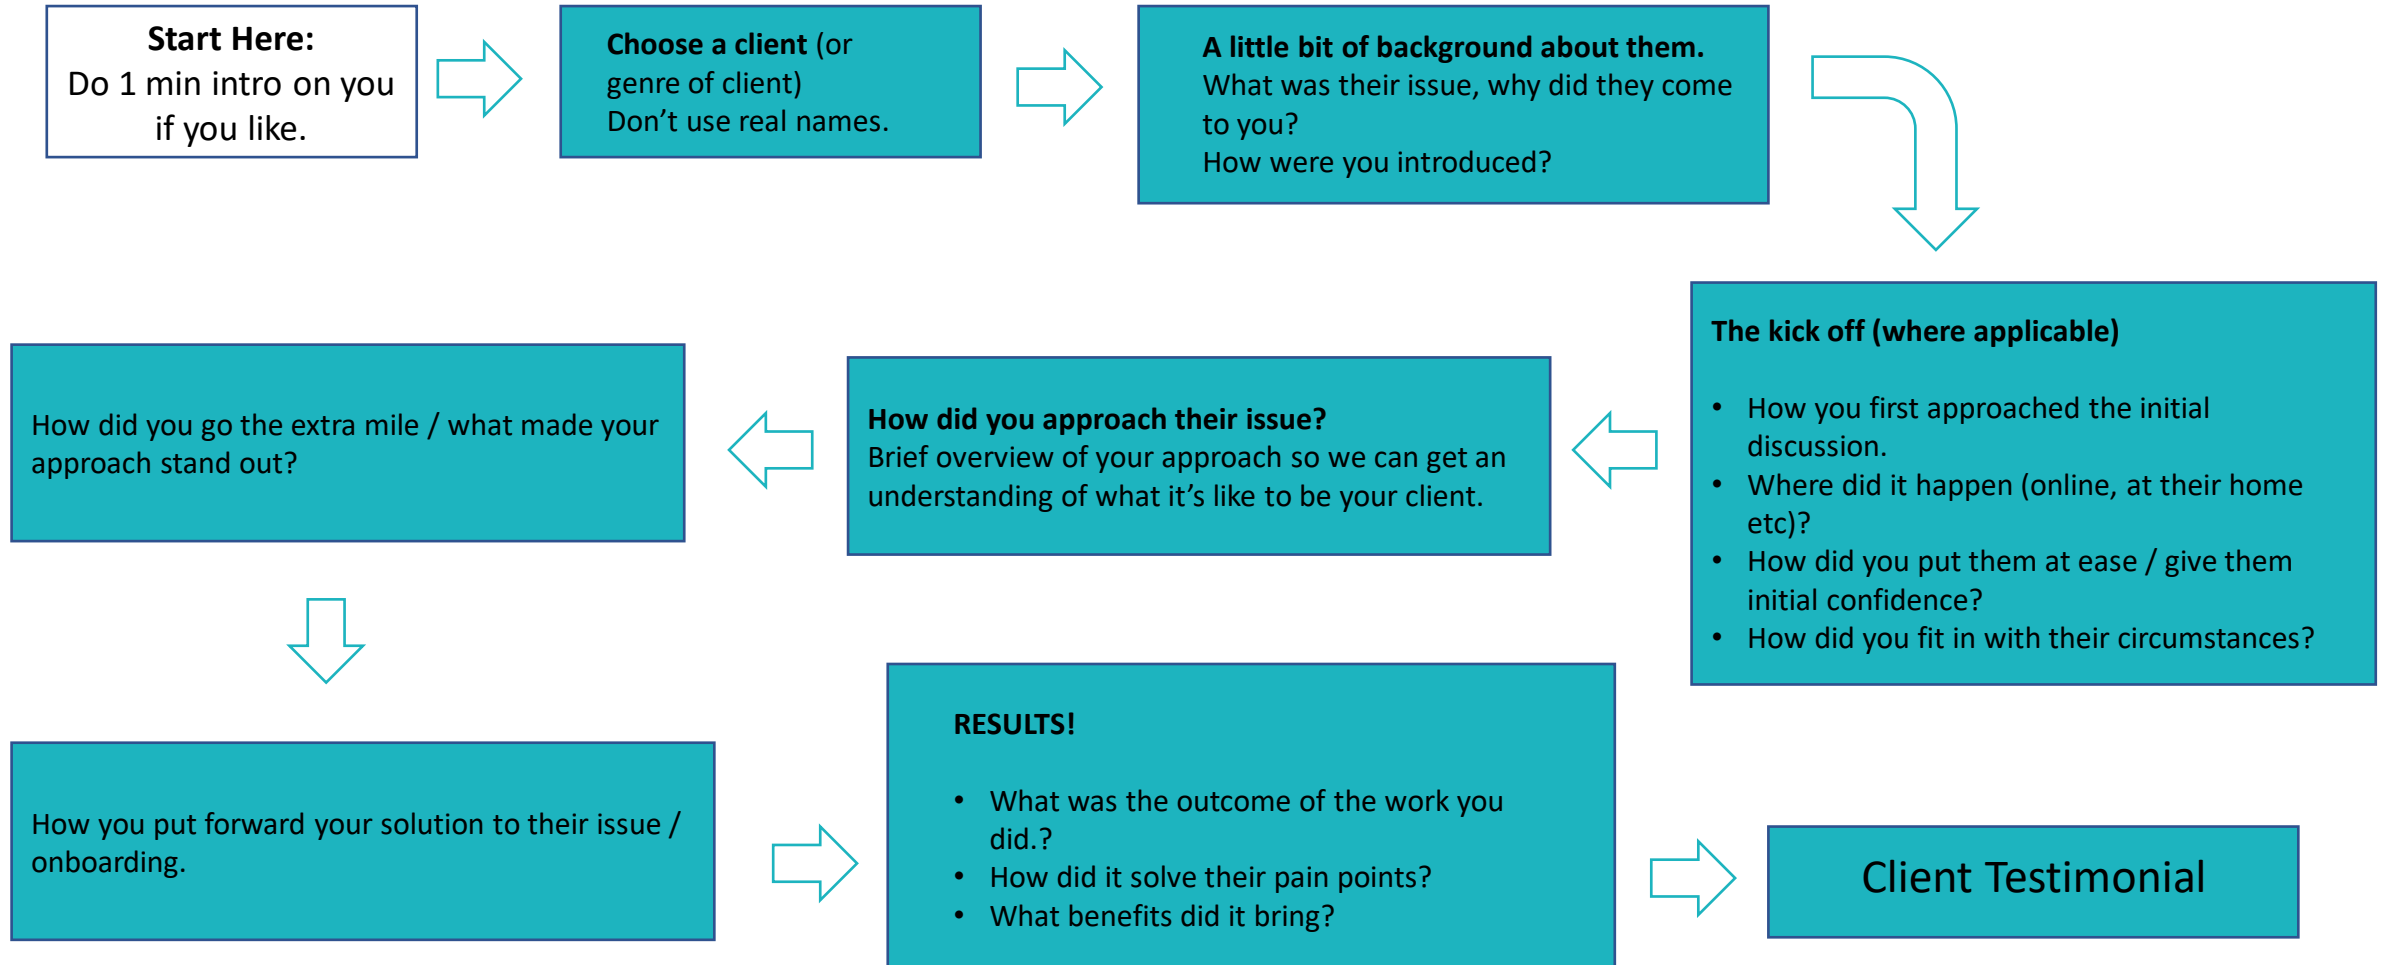 Start Here:
Do 1 min intro on you
if you like.
Choose a client (or
genre of client)
Don’t use real names.
A little bit of background about them.
What was their issue, why did they come
to you?
How were you introduced?
The kick off (where applicable)
• How you first approached the initial
discussion.
• Where did it happen (online, at their home
etc)?
• How did you put them at ease / give them
initial confidence?
• How did you fit in with their circumstances?
How did you approach their issue?
Brief overview of your approach so we can get an
understanding of what it’s like to be your client.
How did you go the extra mile / what made your
approach stand out?
How you put forward your solution to their issue /
onboarding.
RESULTS!
• What was the outcome of the work you
did.?
• How did it solve their pain points?
• What benefits did it bring?
Client Testimonial